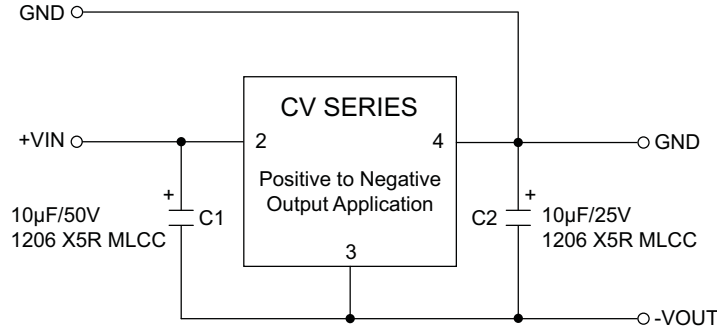 GND
CV SERIES
+VIN
2
4
GND
Positive to Negative
Output Application
+
+
10µF/50V
1206 X5R MLCC
C1
C2
10µF/25V
1206 X5R MLCC
3
-VOUT